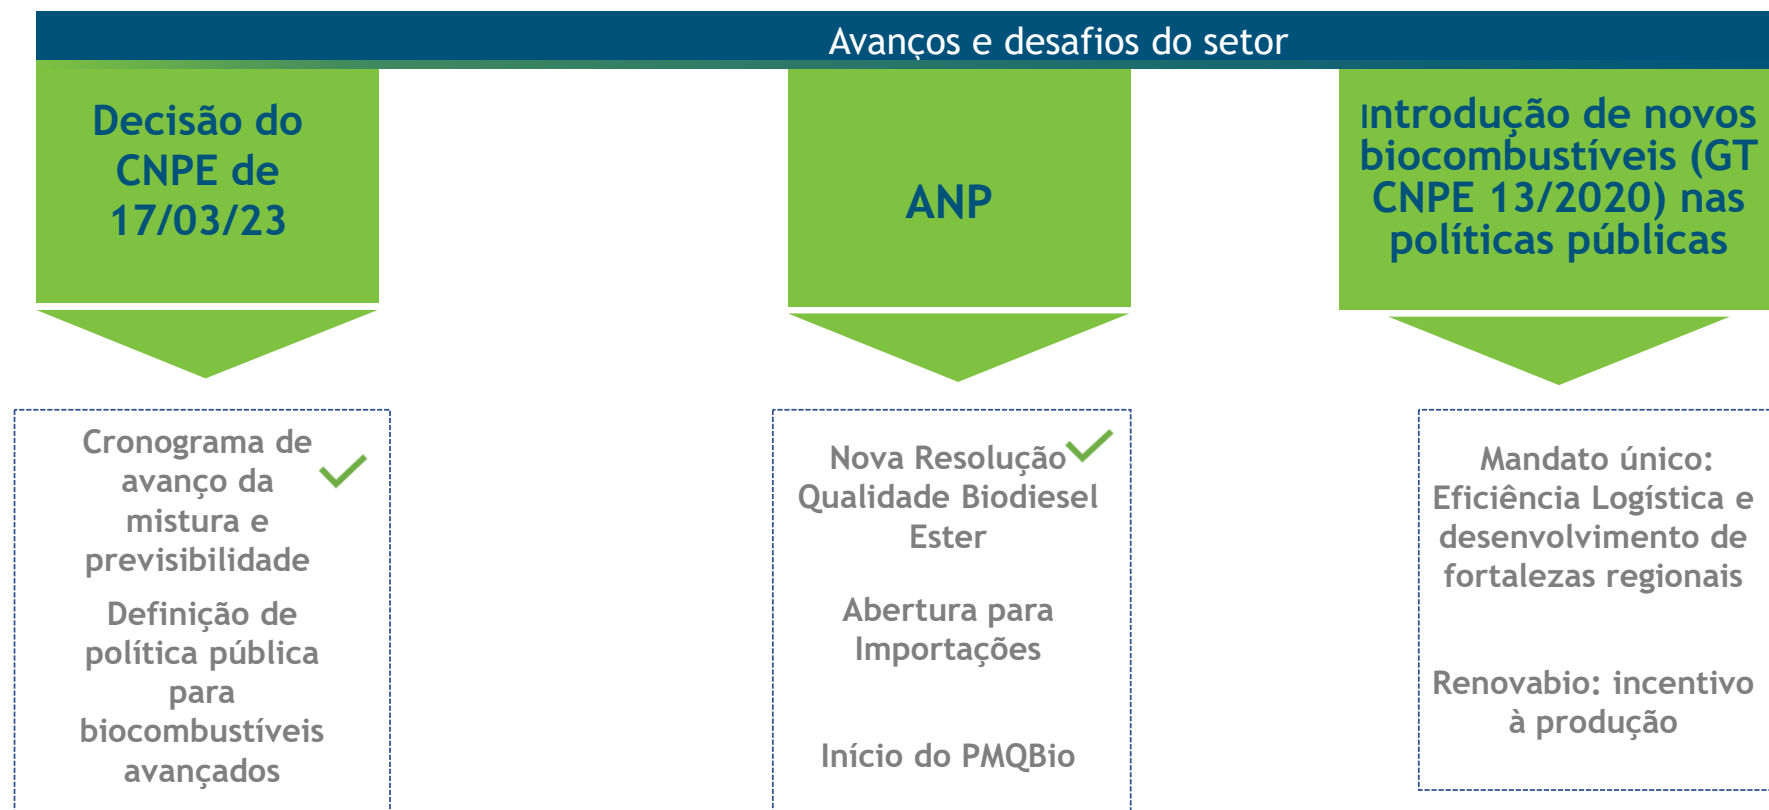 Avanços e desafios do setor
Decisão do
CNPE de
17/03/23
Cronograma de
avanço da
mistura e
previsibilidade
Definição de
política pública
para
biocombustíveis
avançados
ANP
Nova Resolução
Qualidade Biodiesel
Ester
Abertura para
Importações
Início do PMQBio
Introdução de novos
biocombustíveis (GT
CNPE 13/2020) nas
políticas públicas
Mandato único:
Eficiência Logística e
desenvolvimento de
fortalezas regionais
Renovabio: incentivo
à produção